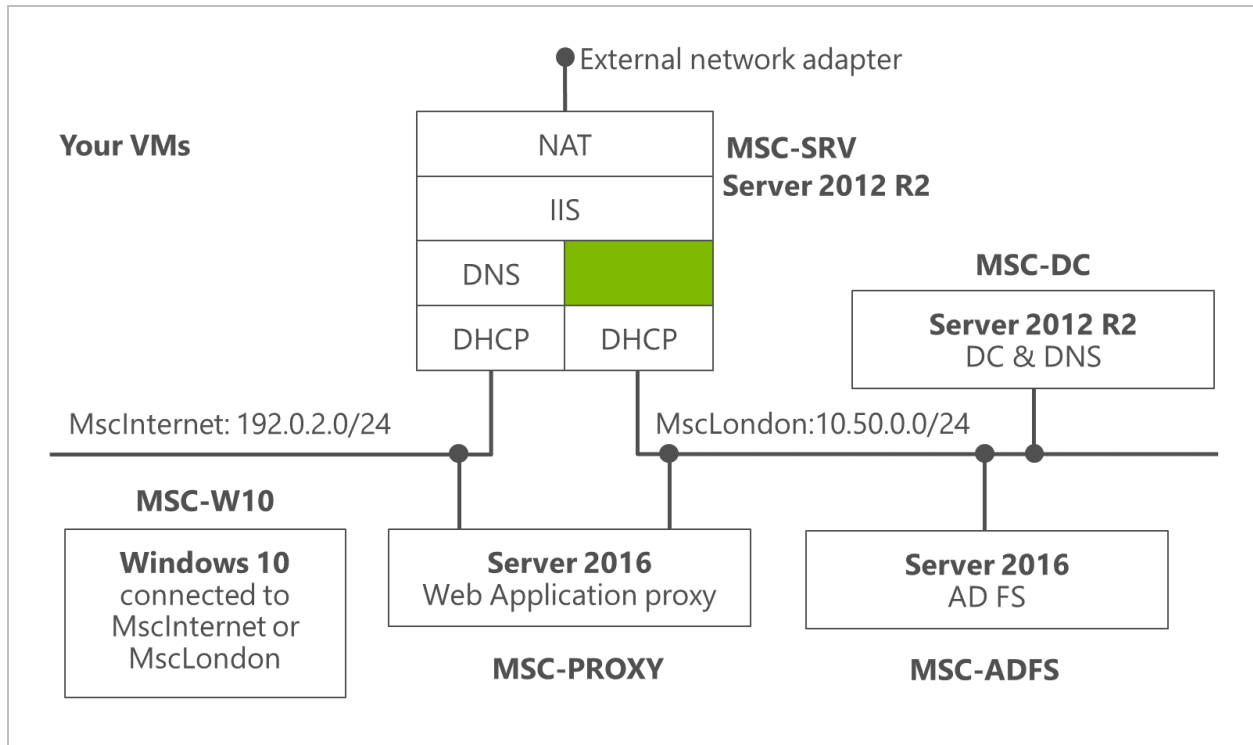 External network adapter
Your VMs
NAT
MSC-SRV
Server 2012 R2
IIS
DNS
DHCP
DHCP
MSC-DC
Server 2012 R2
DC & DNS
MscInternet: 192.0.2.0/24
MscLondon:10.50.0.0/24
MSC-W10
Windows 10
connected to
MscInternet or
MscLondon
Server 2016
Web Application proxy
MSC-PROXY
Server 2016
AD FS
MSC-ADFS